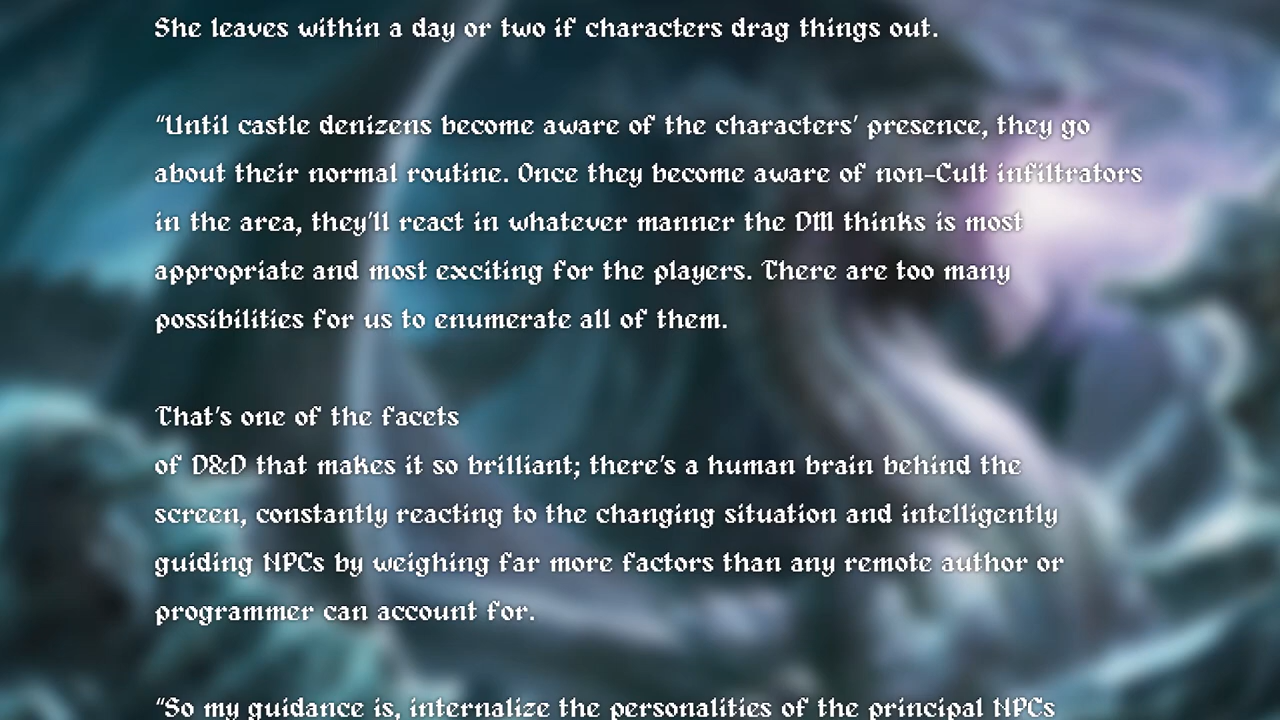 She leaves within a day or two if characters drag things out.
“Until castle denizens become aware of the characters’ presence, they go
about their normal routine. Once they become aware of non-Cult infiltrators
in the area, they’ll react in whatever manner the DM thinks is most
appropriate and most exciting for the players. There are too many
possibilities for us to enumerate all of them.
That’s one of the facets
of D&D that makes it so brilliant; there’s a human brain behind the
screen, constantly reacting to the changing situation and intelligently
guiding NPCs by weighing far more factors than any remote author or
programmer can account for.
“So my guidance is, internalize the personalities of the principal NPCs